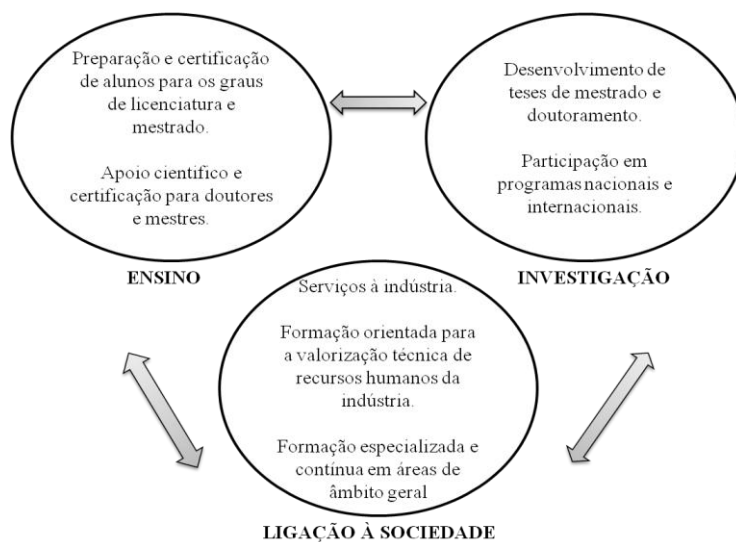 Preparação e certificação
de alunos para os graus
de licenciatura e
mestrado.
Apoio cientifico e
certificação para doutores
e mestres.
ENSINO
Desenvolvimento de
teses de mestrado e
doutoramento.
Participação em
programas nacionais e
internacionais.
INVESTIGAÇÃO
Serviços à indústria.
Formação orientada para
a valorização técnica de
recursos humanos da
indústria.
Formação especializada e
contínua em áreas de
âmbito geral
LIGAÇÃO À SOCIEDADE